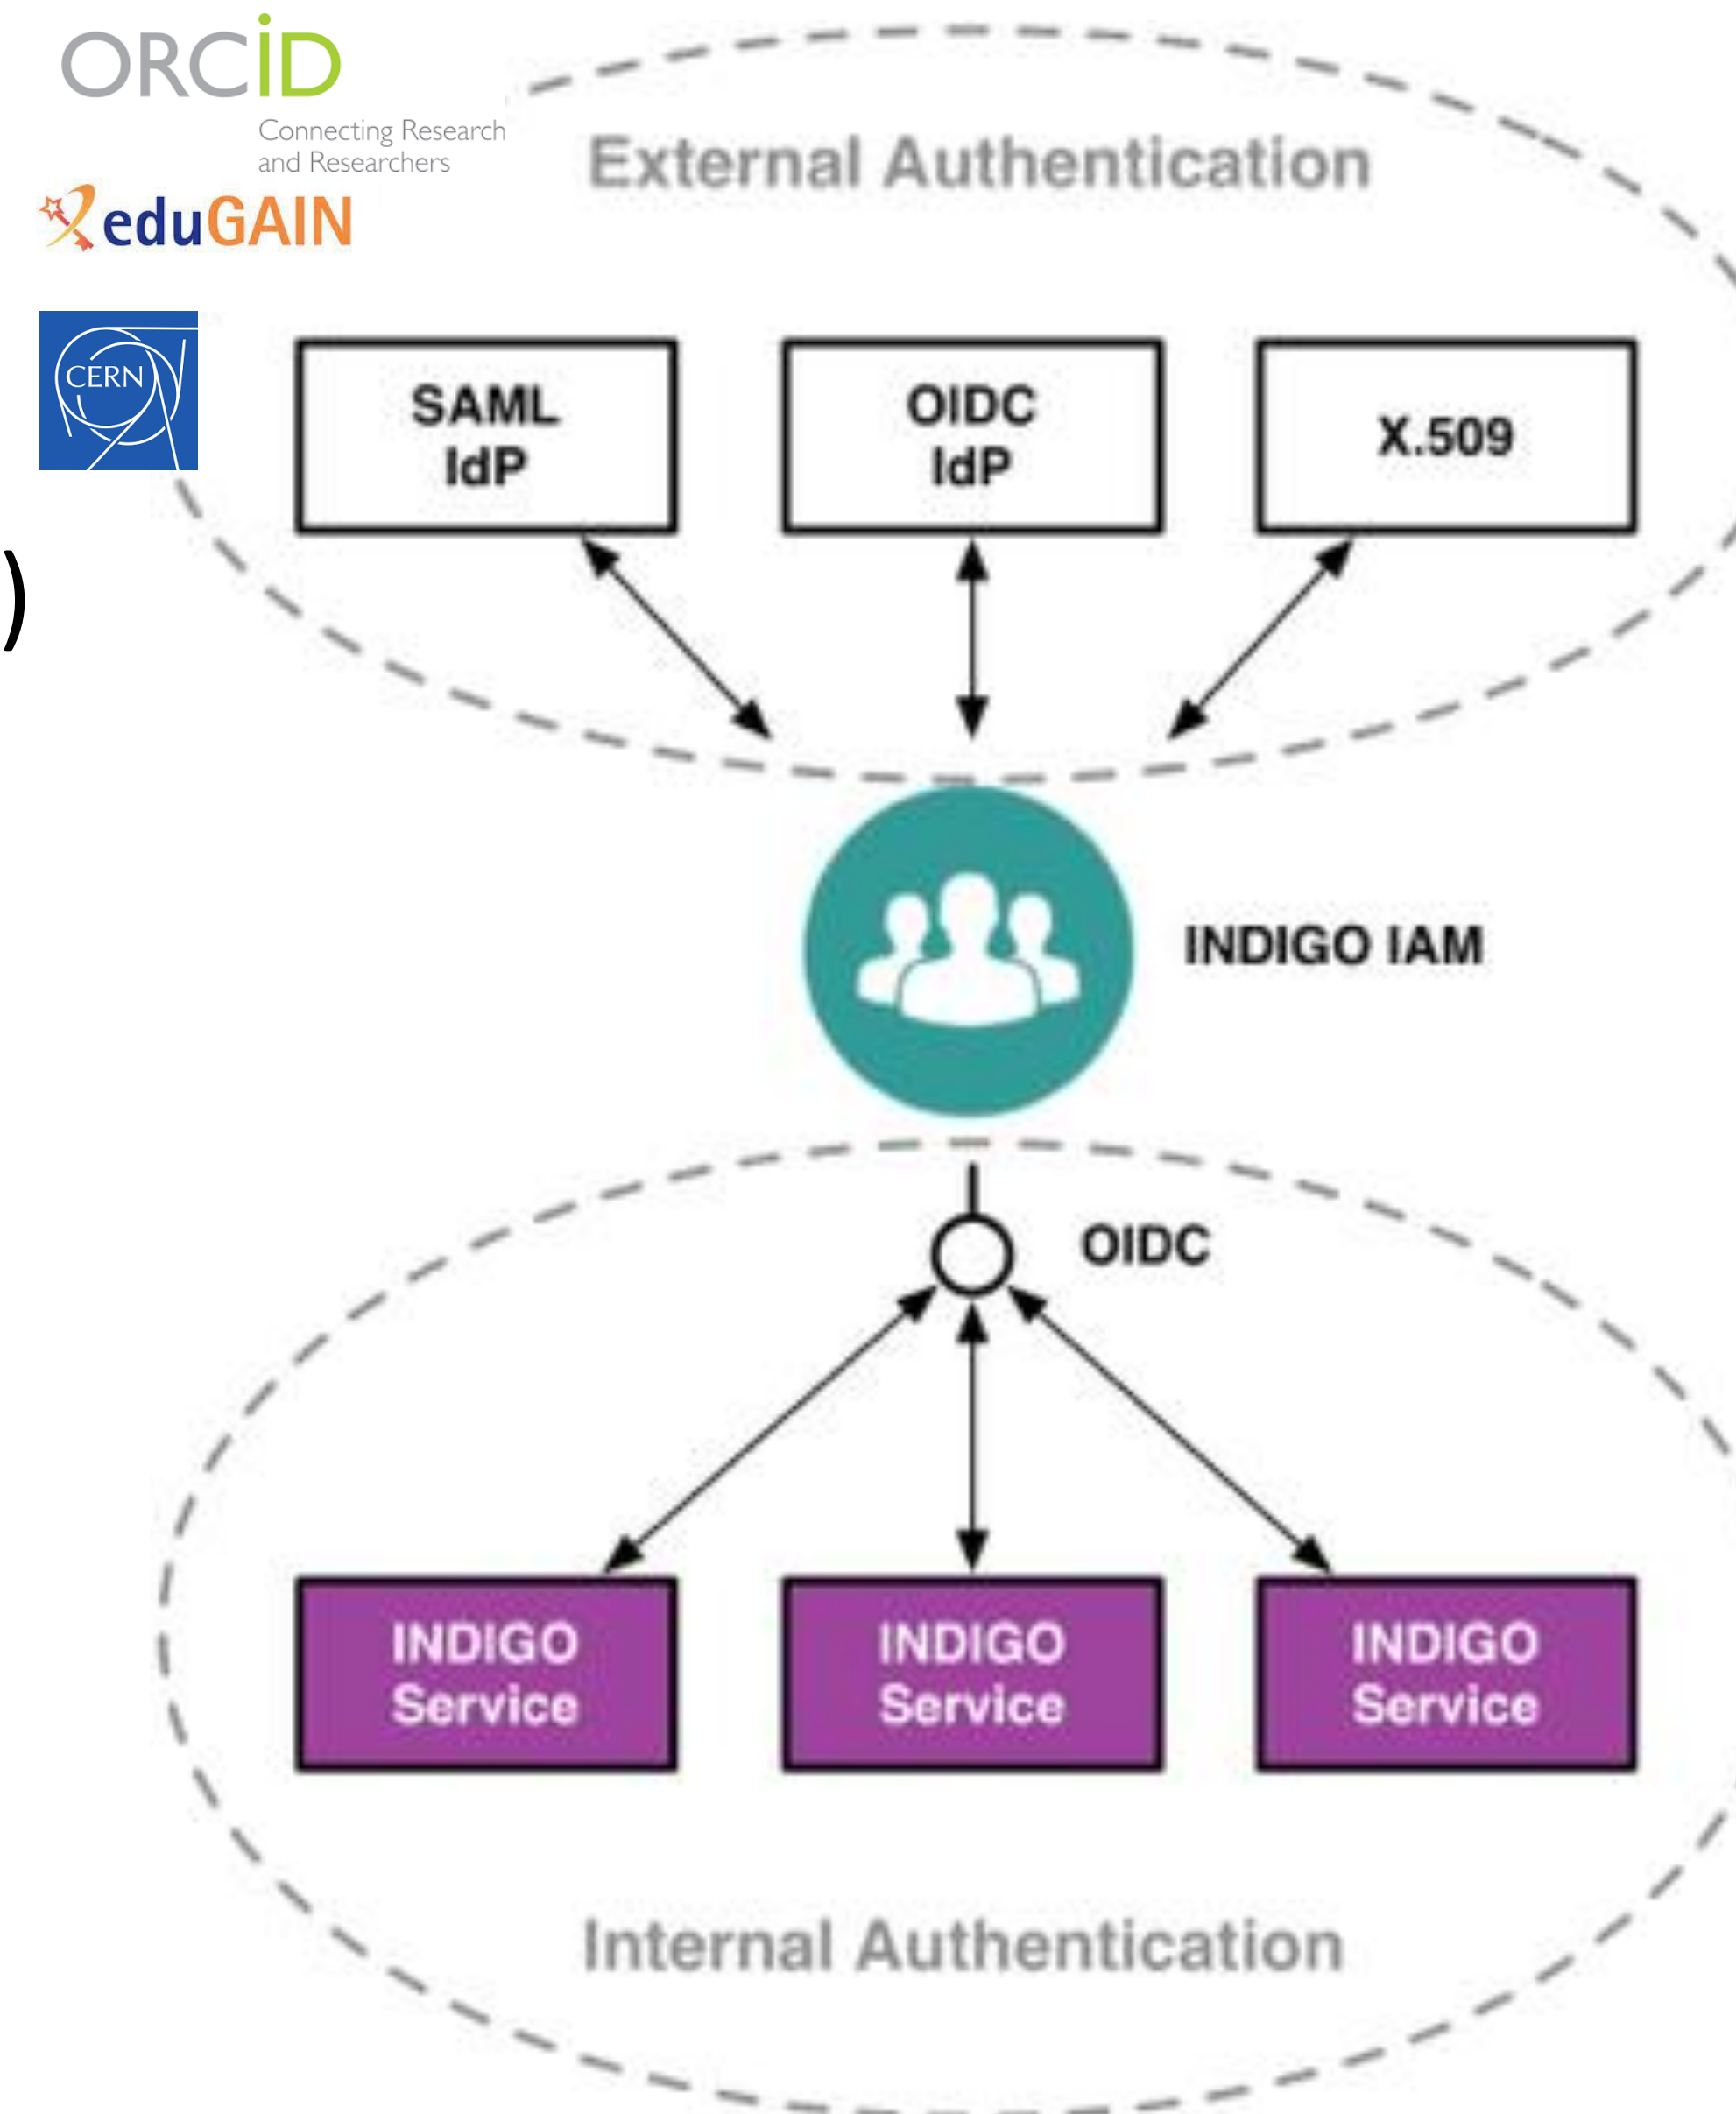 ORCID
Connecting Research
and Researchers
eduGAIN
CERN
External Authentication
SAML
IdP
OIDC
IdP
X.509
)
INDIGO IAM
OIDC
INDIGO
Service
INDIGO
Service
INDIGO
Service
Internal Authentication